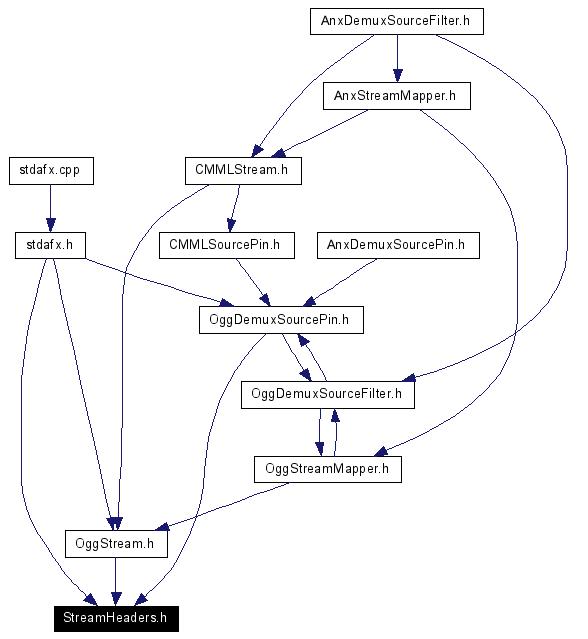 AnxDemuxSourceFilter.h
AnxStreamMapper.h
stdafx.cpp
CMMLStream.h
stdafx.h
CMMLSourcePin.h
AnxDemuxSourcePin.h
OggDemuxSourcePin.h
OggDemuxSourceFilter.h
OggStreamMapper.h
OggStream.h
StreamHeaders.h